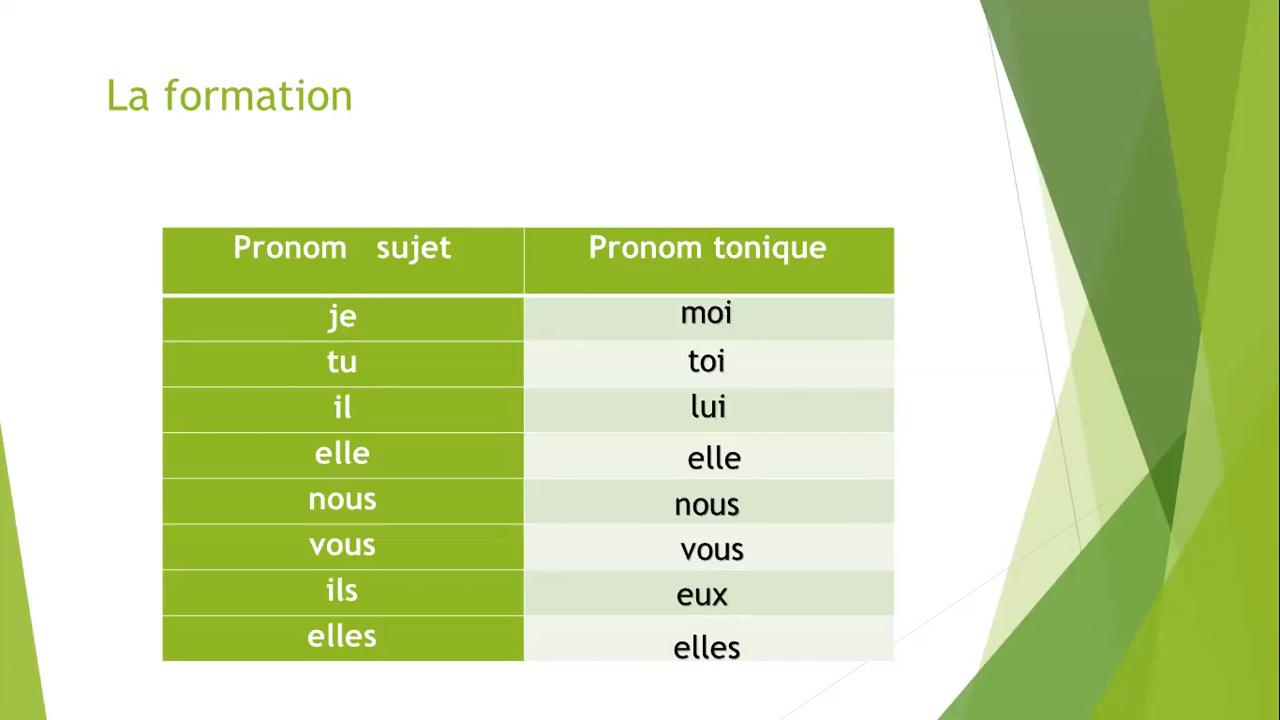 La formation
Pronom sujet Pronom tonique
je moi
tu toi
il lui
elle elle
nous nous
vous vous
ils eux
elles elles